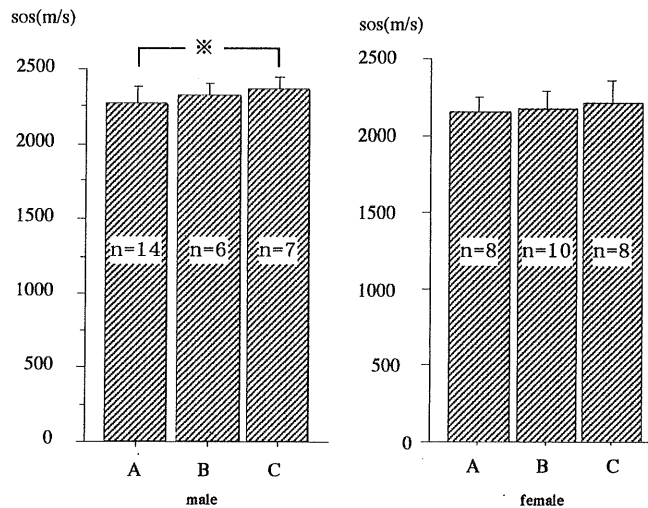 sos(m/s)
※
2500
2000
1500
1000
500
0
n=14
n=6
n=7
A
B
C
male
sos(m/s)
2500
2000
1500
1000
500
0
n=8
n=10
n=8
A
B
C
female